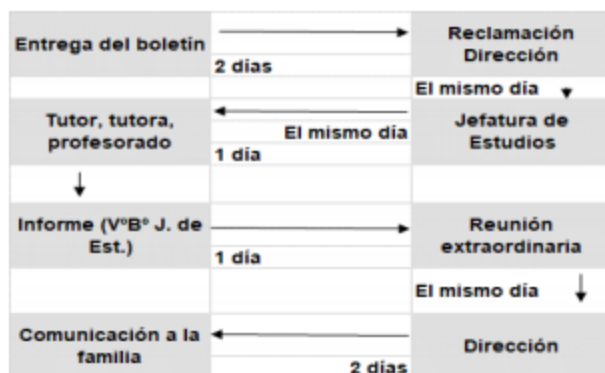 Entrega del boletín
Reclamación
Dirección
2 días
El mismo día
Tutor, tutora,
profesorado
El mismo día
1 día
Jefatura de
Estudios
Informe (VºBº J. de
Est.)
1 día
Reunión
extraordinaria
El mismo día
Comunicación a la
familia
2 días
Dirección